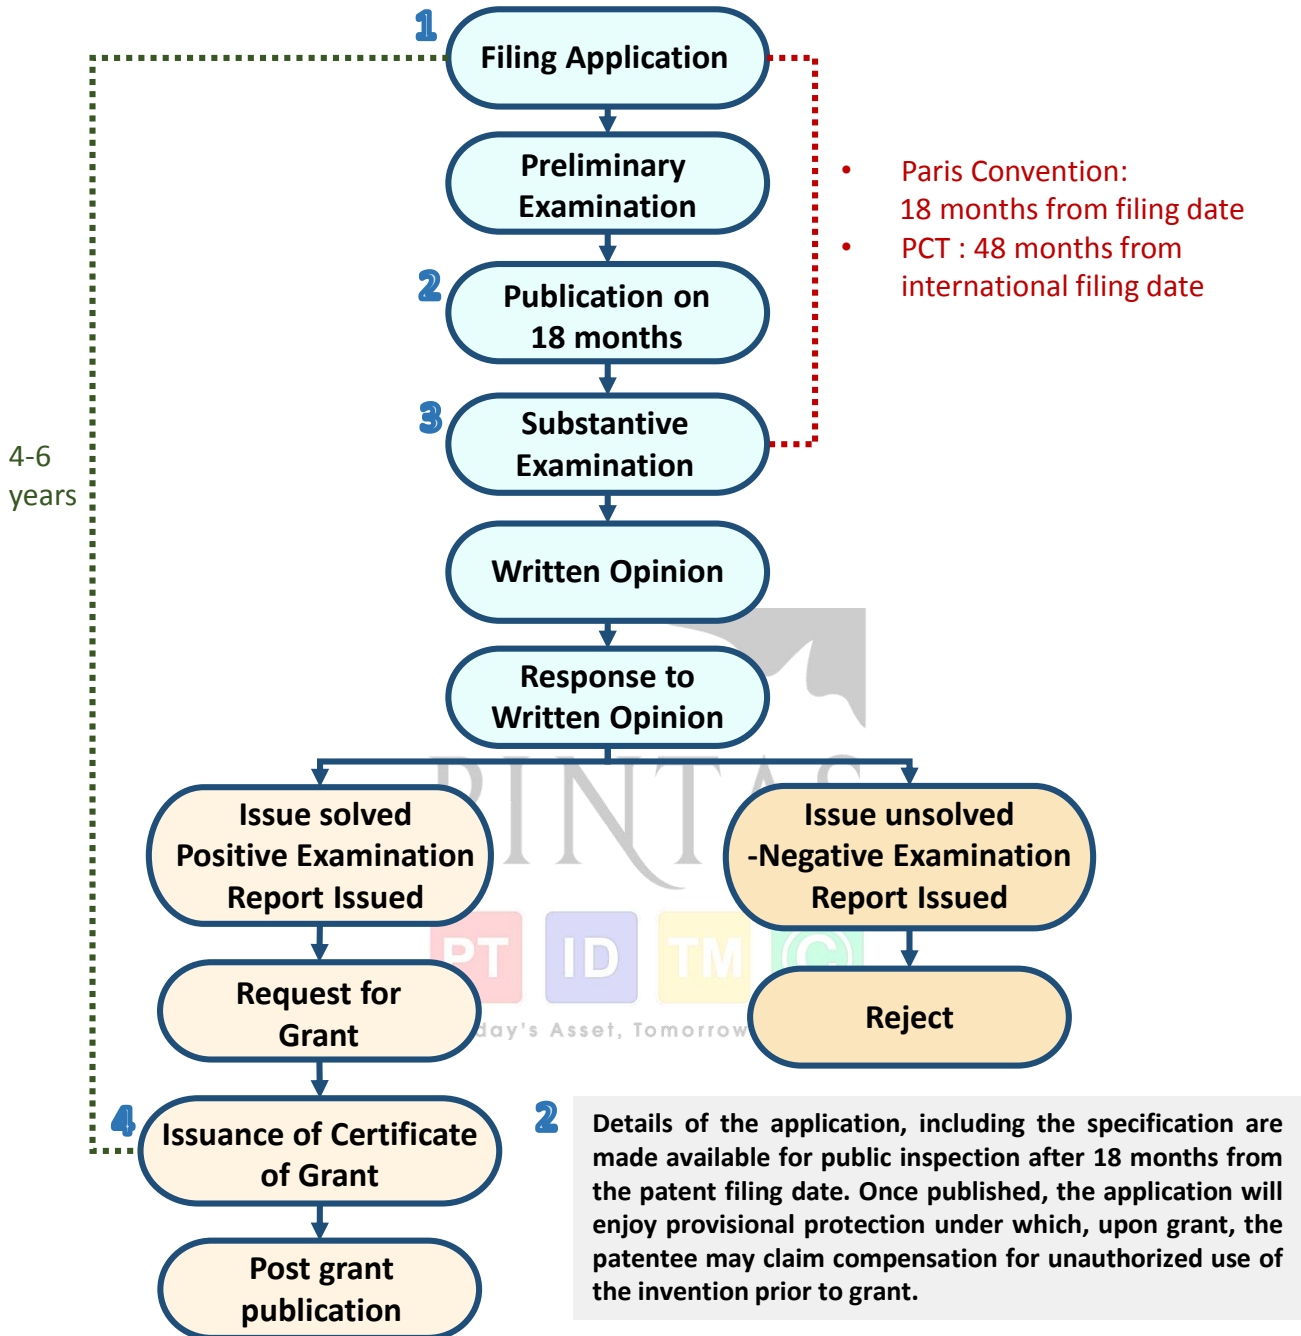 1
Filing Application
Preliminary
Examination
• Paris Convention:
18 months from filing date
• PCT : 48 months from
international filing date
2
Publication on
18 months
3
Substantive
Examination
4-6
years
Written Opinion
Response to
Written Opinion
PINTAS
Issue solved
Positive Examination
Report Issued
Issue unsolved
-Negative Examination
Report Issued
PT ID TM ©
Asset, Tomorrow
Request for
Grant
Reject
4
Issuance of Certificate
of Grant
Post grant
publication
2
Details of the application, including the specification are
made available for public inspection after 18 months from
the patent filing date. Once published, the application will
enjoy provisional protection under which, upon grant, the
patentee may claim compensation for unauthorized use of
the invention prior to grant.